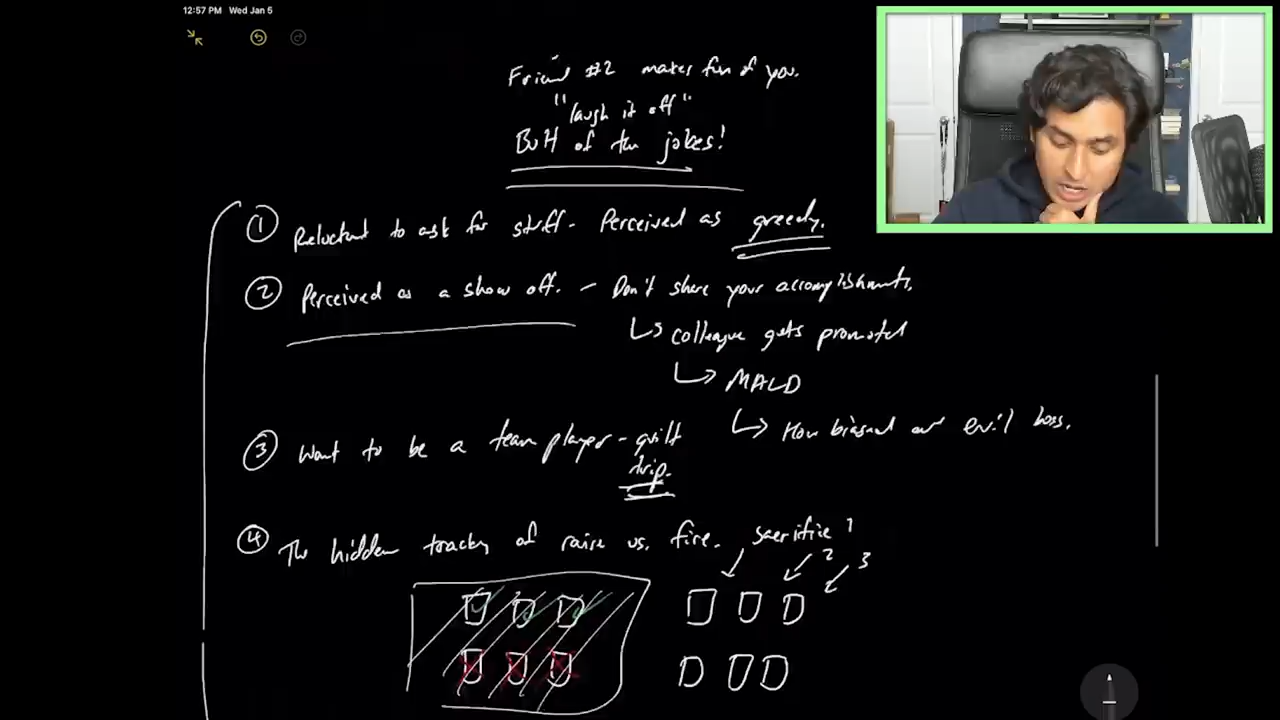 12:57 PM Wed Jan 5
Friend #2 makes fun of you.
"laugh it off"
Butt of the jokes!
① Reluctant to ask for stuff. Perceived as greedy.
② Perceived as a show off. - Don't share your accomplishments.
↳ colleague gets promoted
↳ MALD
↳ How biased our evil boss.
③ Want to be a team player - guilt
trip.
④ The hidden tracks of raise vs. fire. sacrifice 1
2
3